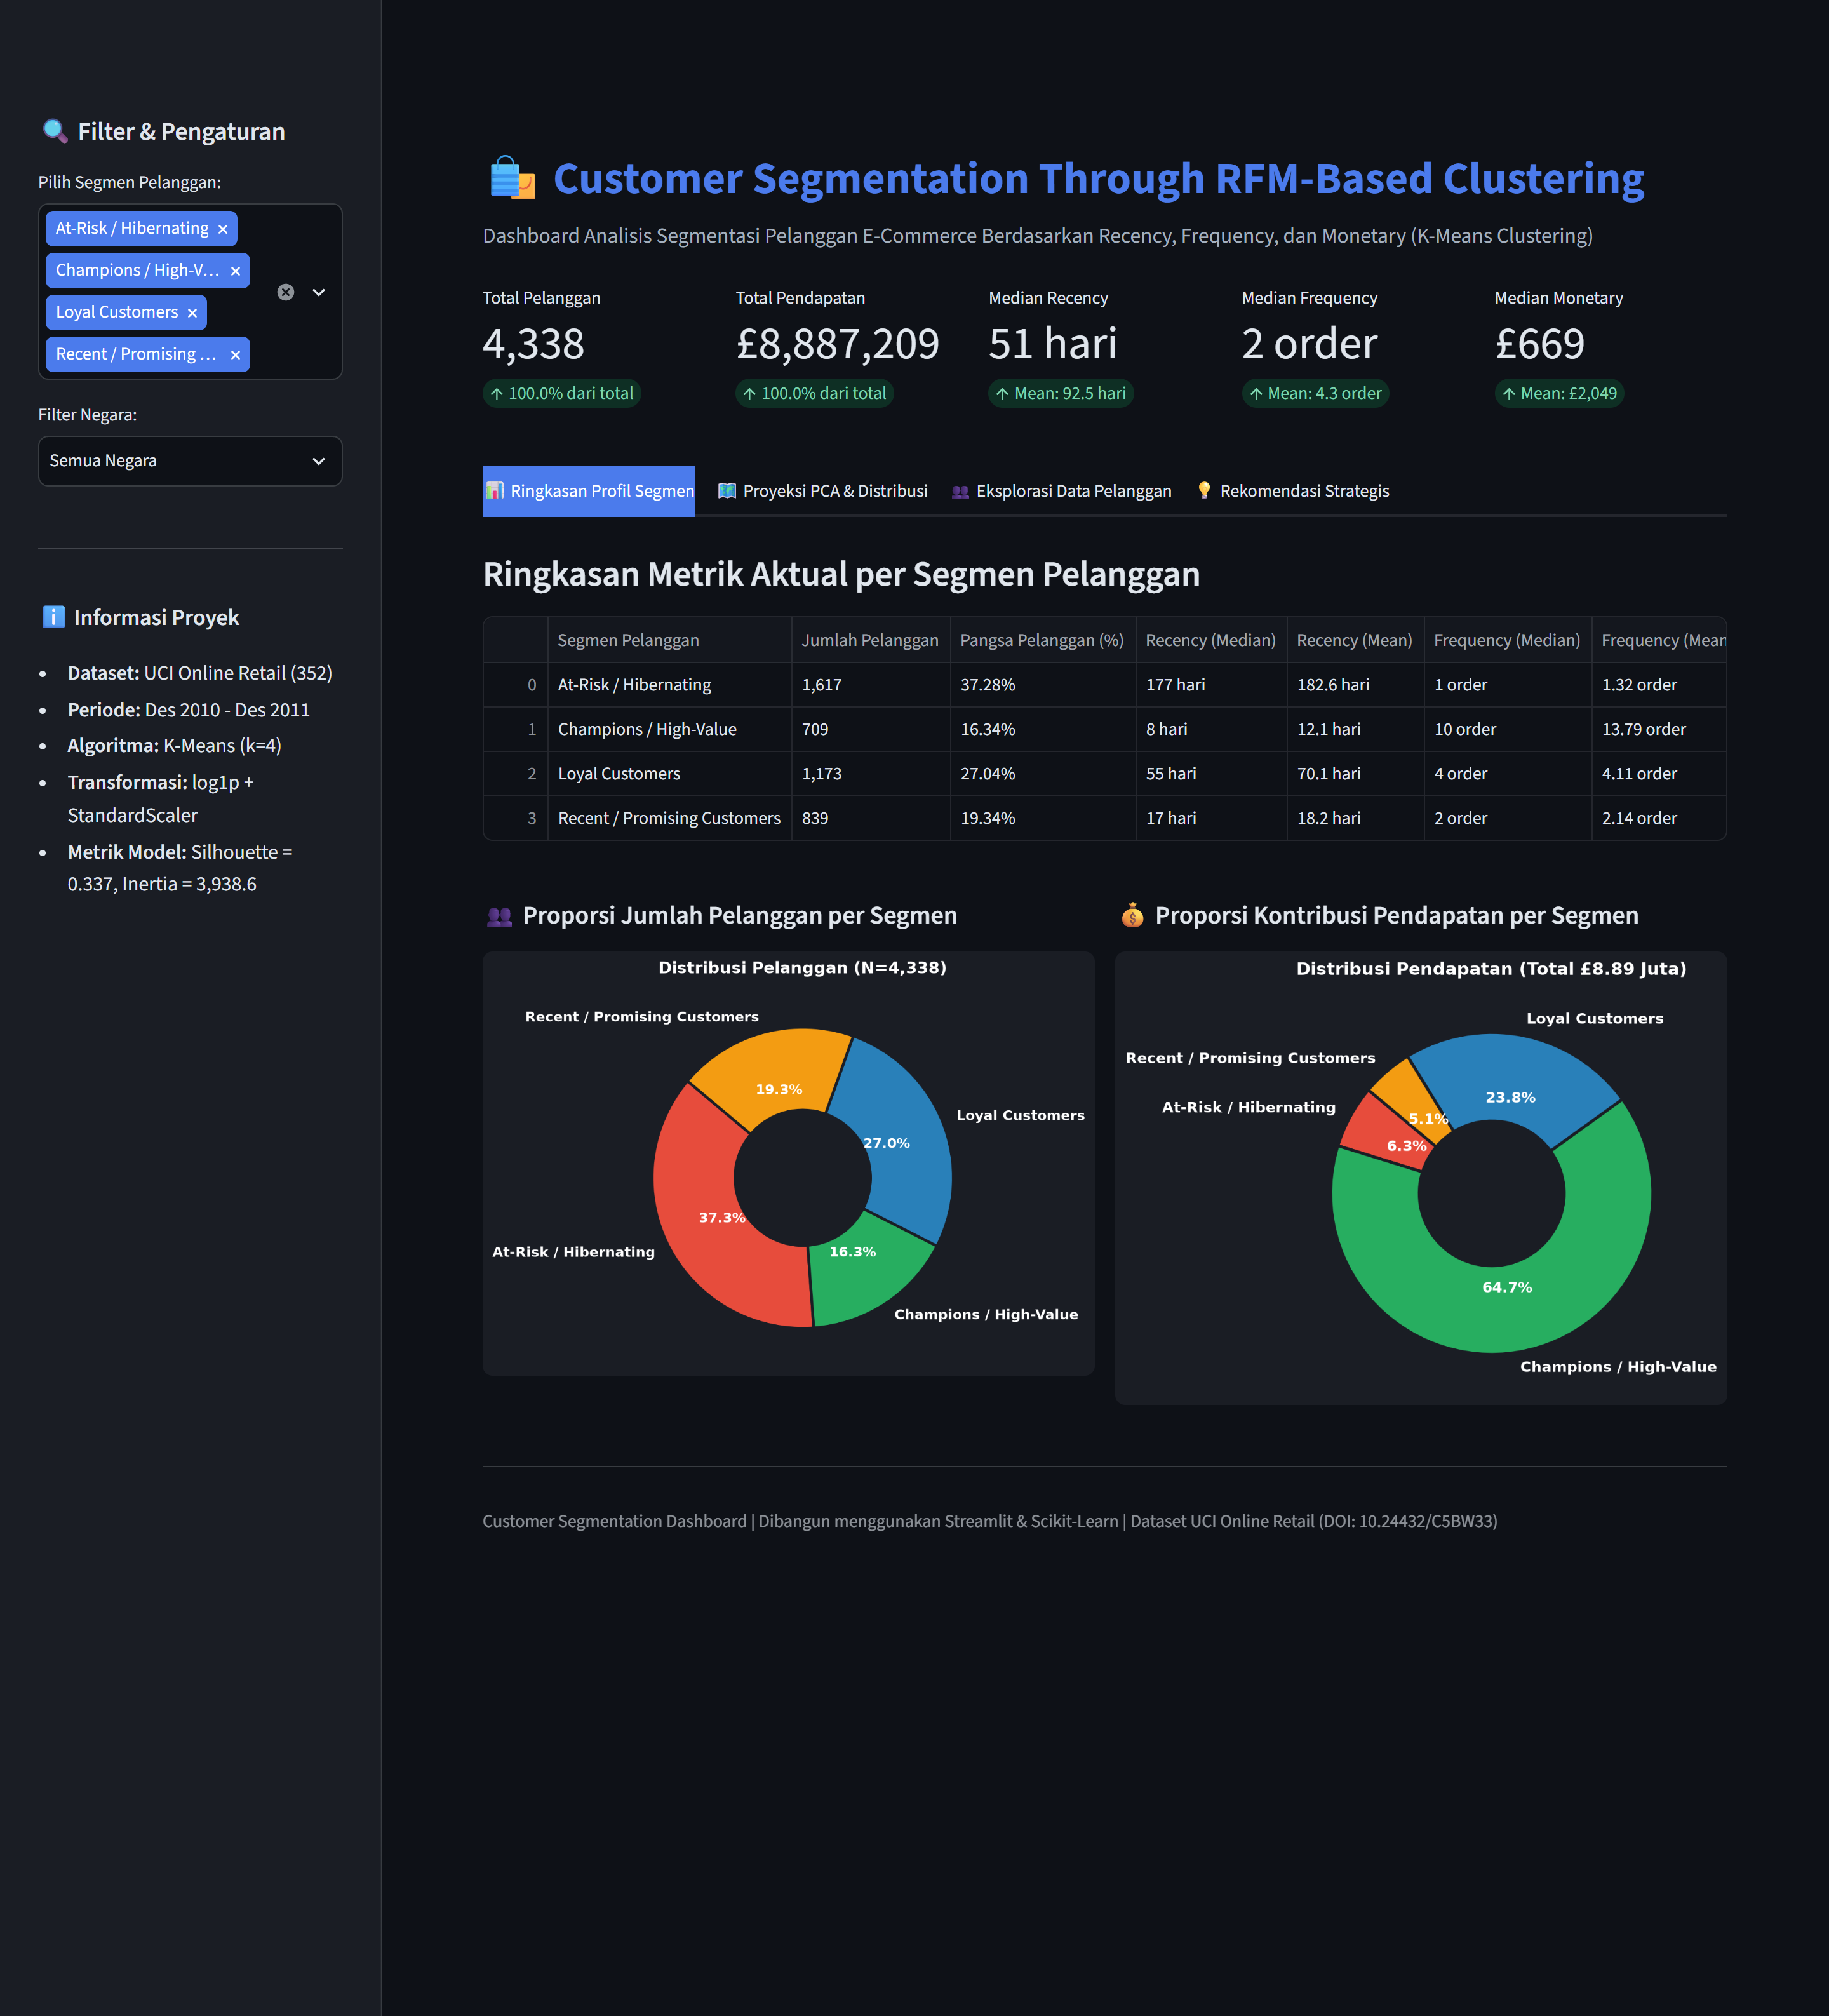 Filter & Pengaturan
Pilih Segmen Pelanggan:
At-Risk / Hibernating
Champions / High-V...
Loyal Customers
Recent / Promising ...
Filter Negara:
Semua Negara
Informasi Proyek
Dataset: UCI Online Retail (352)
Periode: Des 2010 - Des 2011
Algoritma: K-Means (k=4)
Transformasi: log1p +
StandardScaler
Metrik Model: Silhouette =
0.337, Inertia = 3,938.6
Customer Segmentation Through RFM-Based Clustering
Dashboard Analisis Segmentasi Pelanggan E-Commerce Berdasarkan Recency, Frequency, dan Monetary (K-Means Clustering)
Total Pelanggan
4,338
↑ 100.0% dari total
Total Pendapatan
£8,887,209
↑ 100.0% dari total
Median Recency
51 hari
↑ Mean: 92.5 hari
Median Frequency
2 order
↑ Mean: 4.3 order
Median Monetary
£669
↑ Mean: £2,049
Ringkasan Profil Segmen
Proyeksi PCA & Distribusi
Eksplorasi Data Pelanggan
Rekomendasi Strategis
Ringkasan Metrik Aktual per Segmen Pelanggan
Segmen Pelanggan Jumlah Pelanggan Pangsa Pelanggan (%) Recency (Median) Recency (Mean) Frequency (Median) Frequency (Mean
0 At-Risk / Hibernating 1,617 37.28% 177 hari 182.6 hari 1 order 1.32 order
1 Champions / High-Value 709 16.34% 8 hari 12.1 hari 10 order 13.79 order
2 Loyal Customers 1,173 27.04% 55 hari 70.1 hari 4 order 4.11 order
3 Recent / Promising Customers 839 19.34% 17 hari 18.2 hari 2 order 2.14 order
Proporsi Jumlah Pelanggan per Segmen
Distribusi Pelanggan (N=4,338)
Recent / Promising Customers
19.3%
Loyal Customers
27.0%
37.3%
At-Risk / Hibernating
16.3%
Champions / High-Value
Proporsi Kontribusi Pendapatan per Segmen
Distribusi Pendapatan (Total £8.89 Juta)
Loyal Customers
Recent / Promising Customers
23.8%
At-Risk / Hibernating
5.1%
6.3%
64.7%
Champions / High-Value
Customer Segmentation Dashboard | Dibangun menggunakan Streamlit & Scikit-Learn | Dataset UCI Online Retail (DOI: 10.24432/C5BW33)